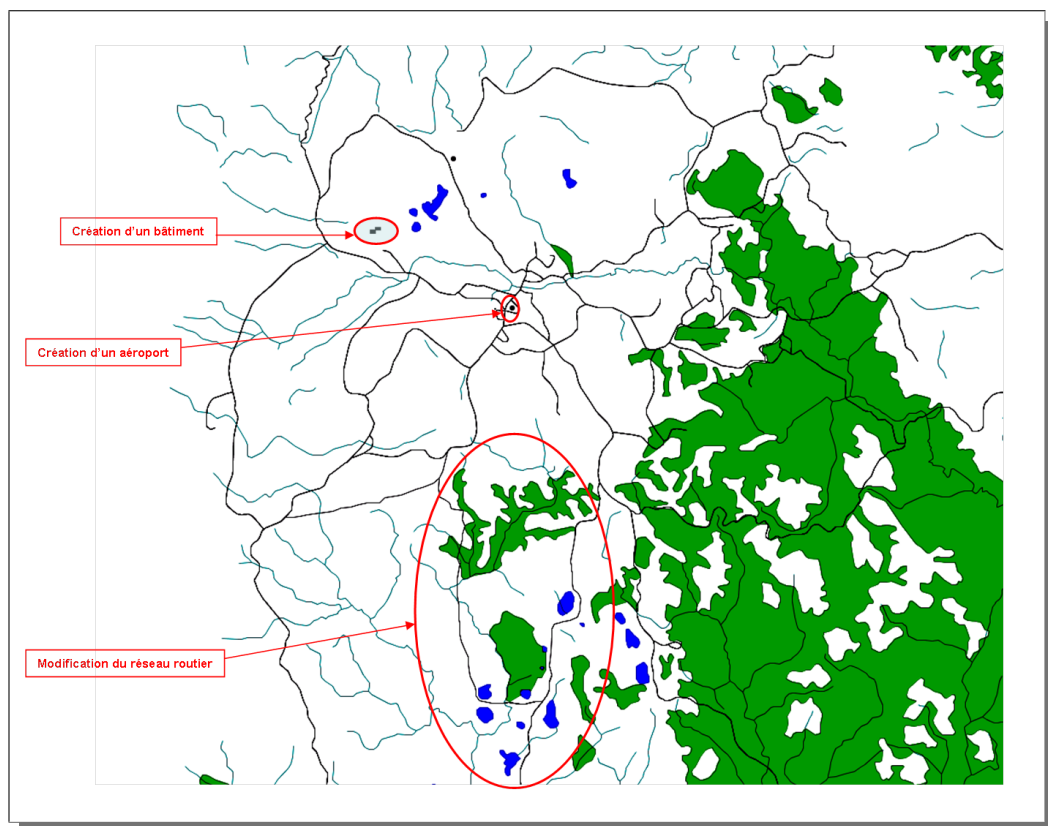 Création d'un bâtiment
Création d'un aéroport
Modification du réseau routier